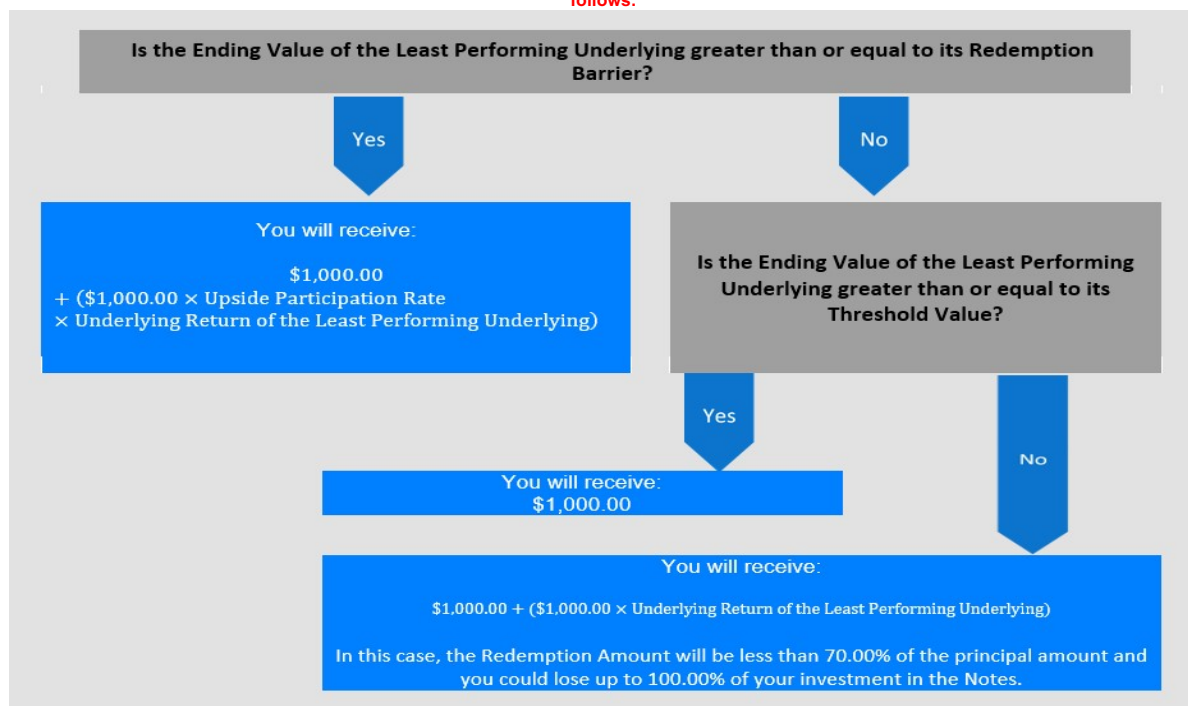 follows:
Is the Ending Value of the Least Performing Underlying greater than or equal to its Redemption
Barrier?
Yes
No
You will receive:
$1,000.00
+ ($1,000.00 × Upside Participation Rate
× Underlying Return of the Least Performing Underlying)
Is the Ending Value of the Least Performing
Underlying greater than or equal to its
Threshold Value?
Yes
No
You will receive:
$1,000.00
You will receive:
$1,000.00 + ($1,000.00 × Underlying Return of the Least Performing Underlying)
In this case, the Redemption Amount will be less than 70.00% of the principal amount and
you could lose up to 100.00% of your investment in the Notes.